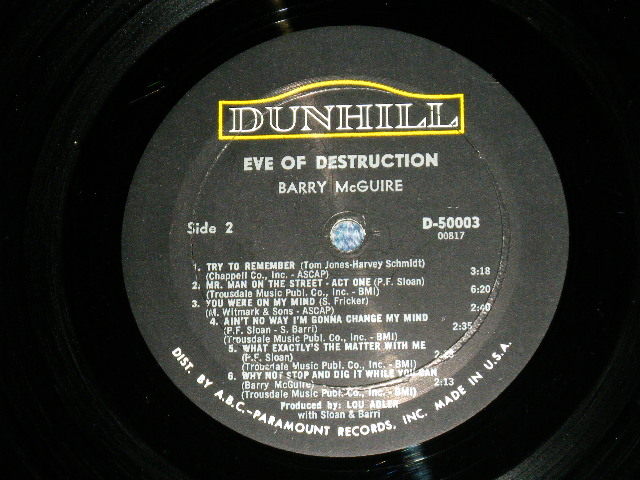 DUNHILL
EVE OF DESTRUCTION
BARRY McGUIRE
Side 2
D-50003
00817
1. TRY TO REMEMBER (Tom Jones-Harvey Schmidt)
(Chappell Co., Inc. - ASCAP) 3:18
2. MR. MAN ON THE STREET - ACT ONE (P.F. Sloan)
(Trousdale Music Publ. Co., Inc. - BMI) 6:20
3. YOU WERE ON MY MIND (S. Fricker)
(M. Witmark & Sons - ASCAP) 2:40
4. AIN'T NO WAY I'M GONNA CHANGE MY MIND
(P.F. Sloan - S. Barri) 2:35
(Trousdale Music Publ. Co., Inc. - BMI)
5. WHAT EXACTLY'S THE MATTER WITH ME
(P.F. Sloan)
(Trousdale Music Publ. Co., Inc. - BMI)
6. WHY NOT STOP AND DIG IT WHILE YOU CAN
(Barry McGuire) 2:13
(Trousdale Music Publ. Co., Inc. - BMI)
Produced by: LOU ADLER
with Sloan & Barri
DIST. BY A.B.C.-PARAMOUNT RECORDS, INC. MADE IN U.S.A.